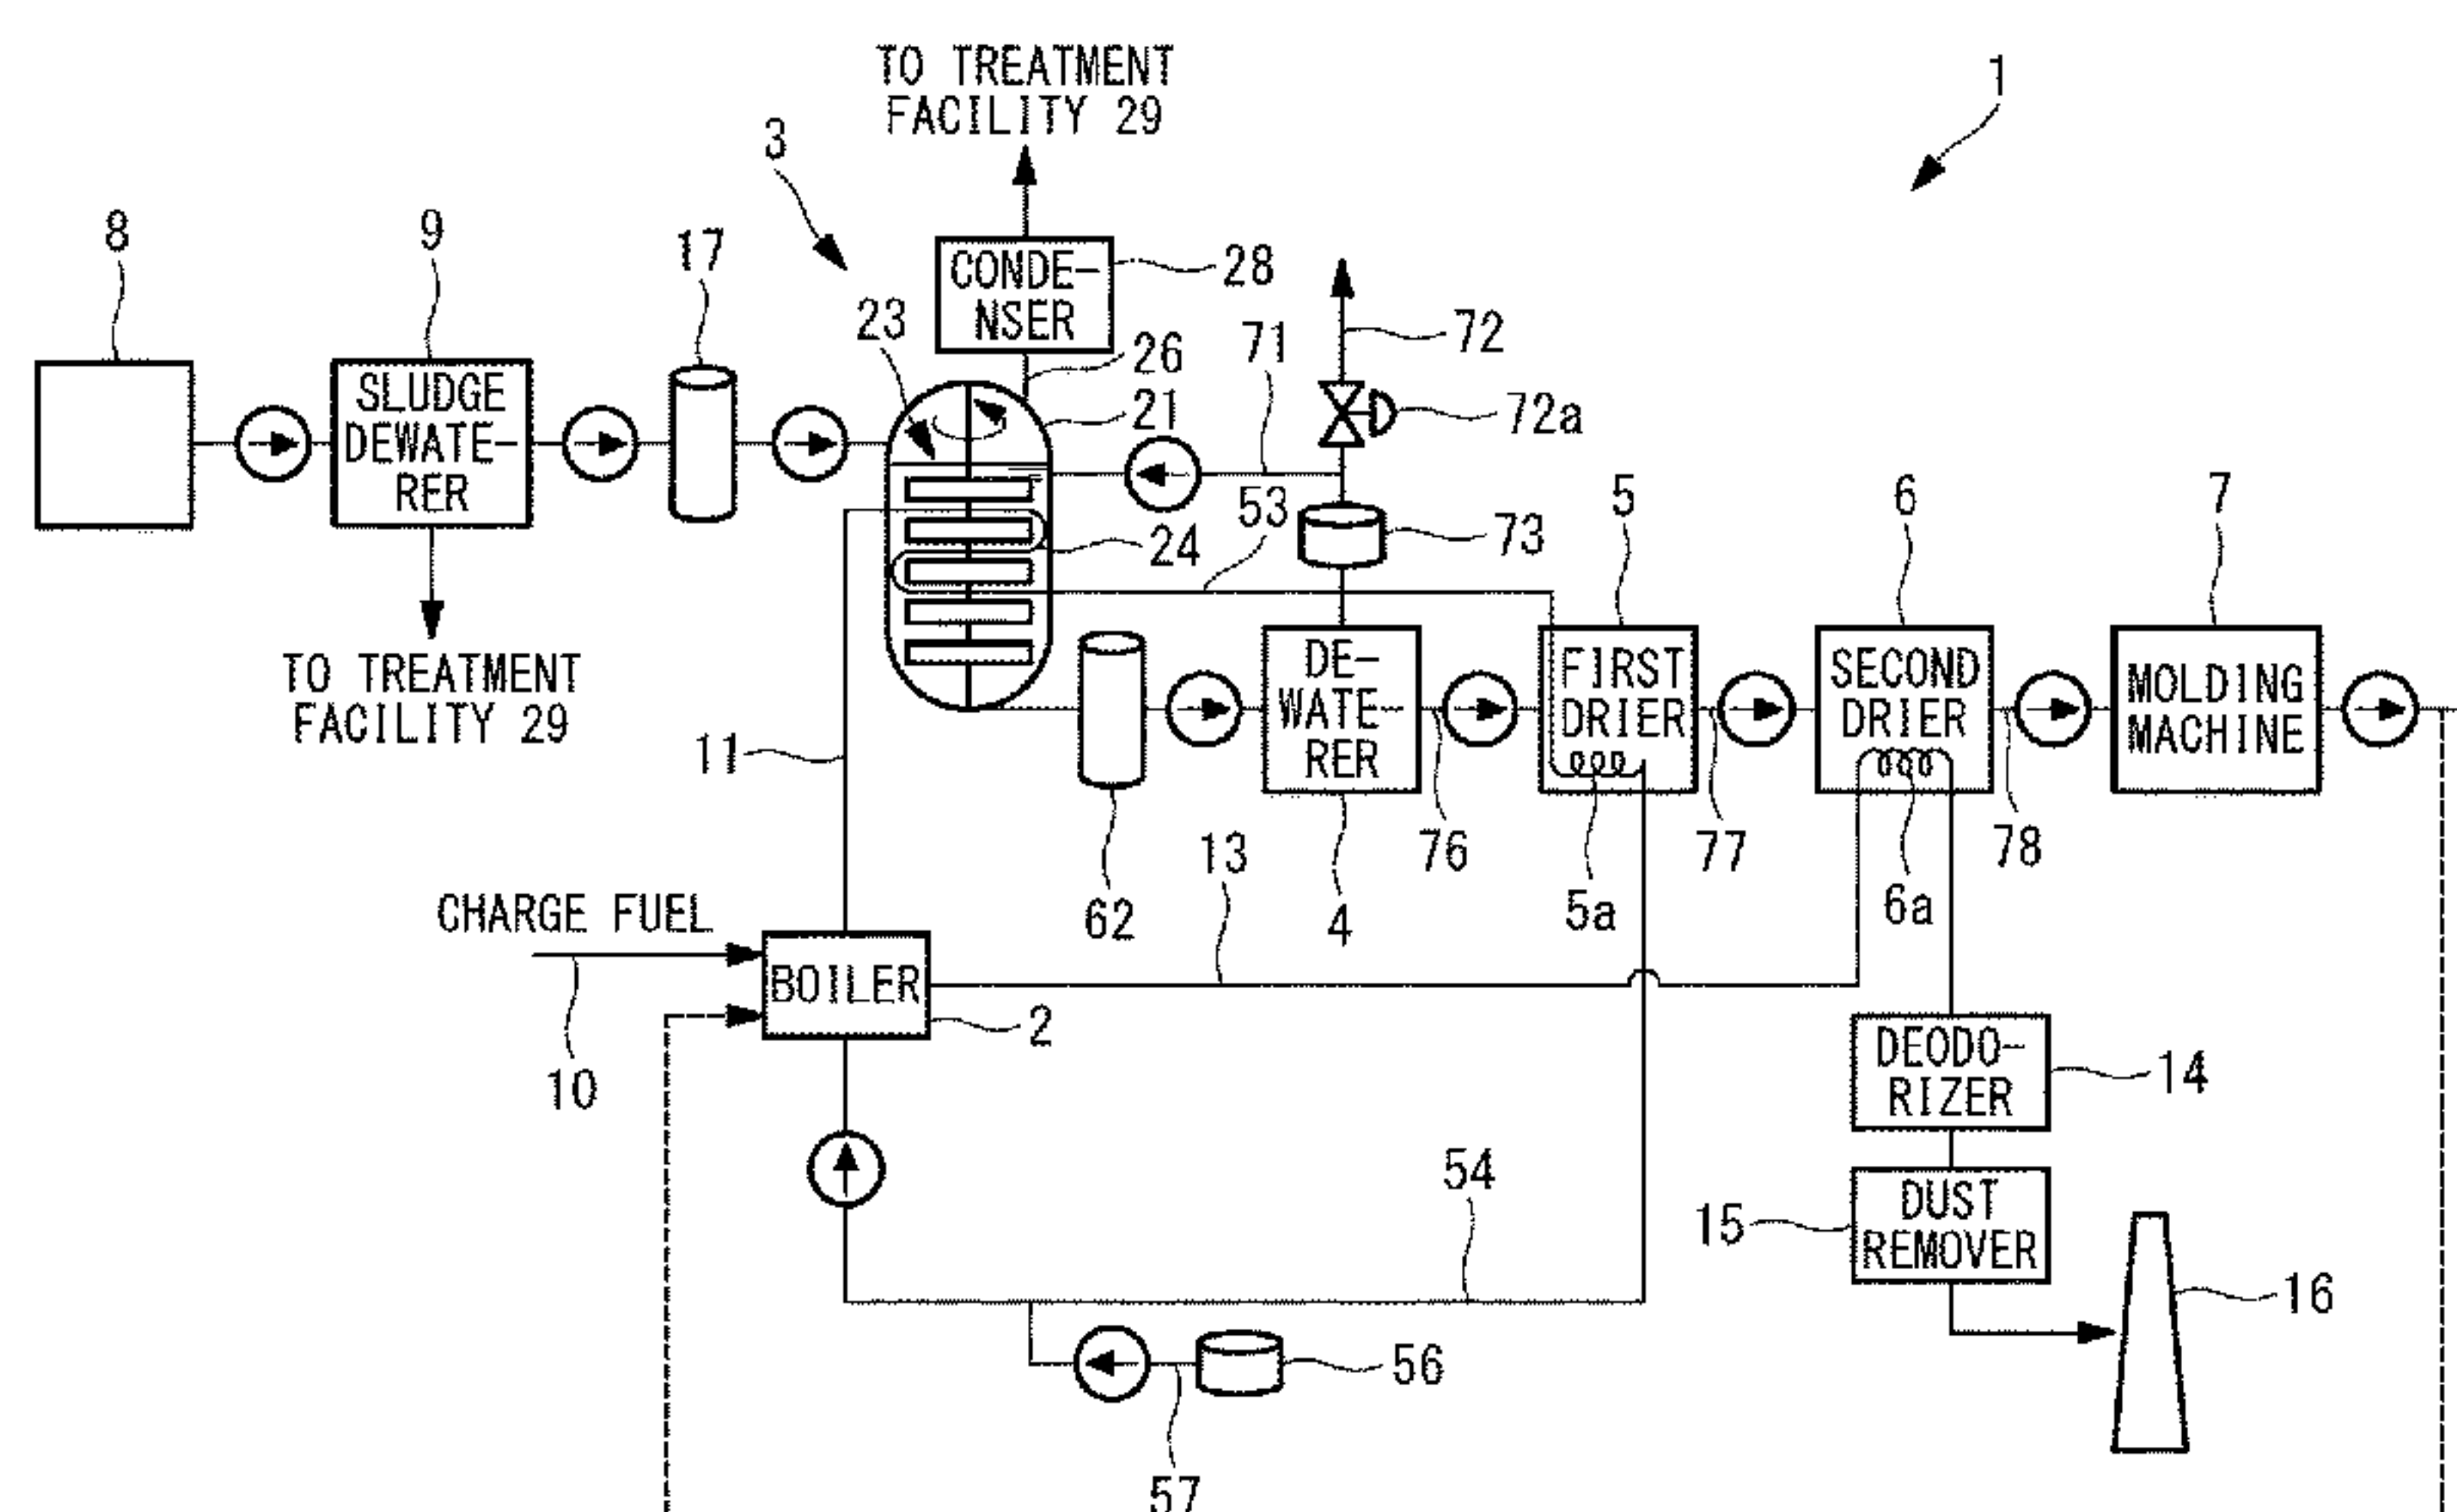 TO TREATMENT
FACILITY 29
1
3
8
9
17
CONDE-
NSER
28
23
26
71
72
21
72a
SLUDGE
DEWATE-
RER
53
24
73
5
6
7
TO TREATMENT
FACILITY 29
DE-
WATE-
RER
FIRST
DRIER
SECOND
DRIER
MOLDING
MACHINE
11
62
4
76
13
5a
77
6a
78
CHARGE FUEL
BOILER
10
2
DEODO-
RIZER
14
54
15
DUST
REMOVER
16
56
57